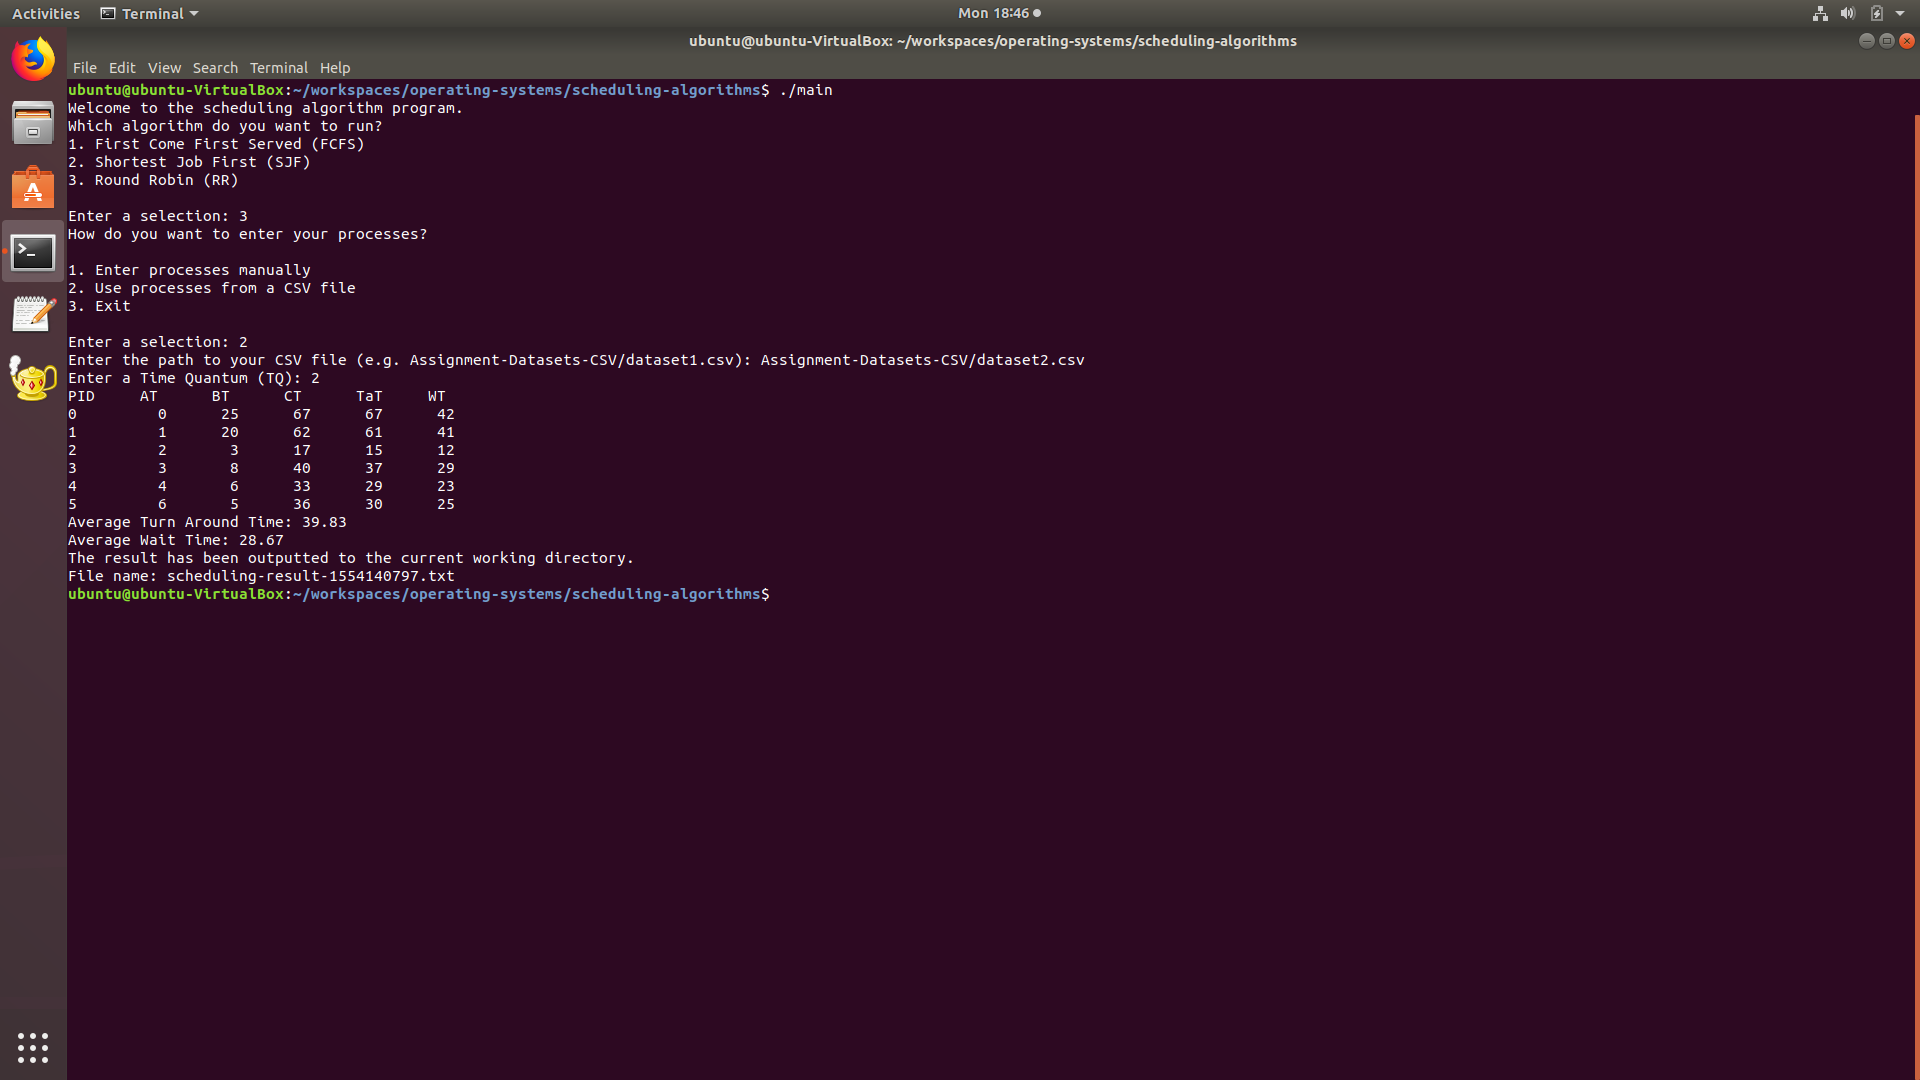 Activities Terminal Mon 18:46
ubuntu@ubuntu-VirtualBox: ~/workspaces/operating-systems/scheduling-algorithms
File Edit View Search Terminal Help
ubuntu@ubuntu-VirtualBox:~/workspaces/operating-systems/scheduling-algorithms$ ./main
Welcome to the scheduling algorithm program.
Which algorithm do you want to run?
1. First Come First Served (FCFS)
2. Shortest Job First (SJF)
3. Round Robin (RR)
Enter a selection: 3
How do you want to enter your processes?
1. Enter processes manually
2. Use processes from a CSV file
3. Exit
Enter a selection: 2
Enter the path to your CSV file (e.g. Assignment-Datasets-CSV/dataset1.csv): Assignment-Datasets-CSV/dataset2.csv
Enter a Time Quantum (TQ): 2
PID AT BT CT TaT WT
0 0 25 67 67 42
1 1 20 62 61 41
2 2 3 17 15 12
3 3 8 40 37 29
4 4 6 33 29 23
5 6 5 36 30 25
Average Turn Around Time: 39.83
Average Wait Time: 28.67
The result has been outputted to the current working directory.
File name: scheduling-result-1554140797.txt
ubuntu@ubuntu-VirtualBox:~/workspaces/operating-systems/scheduling-algorithms$